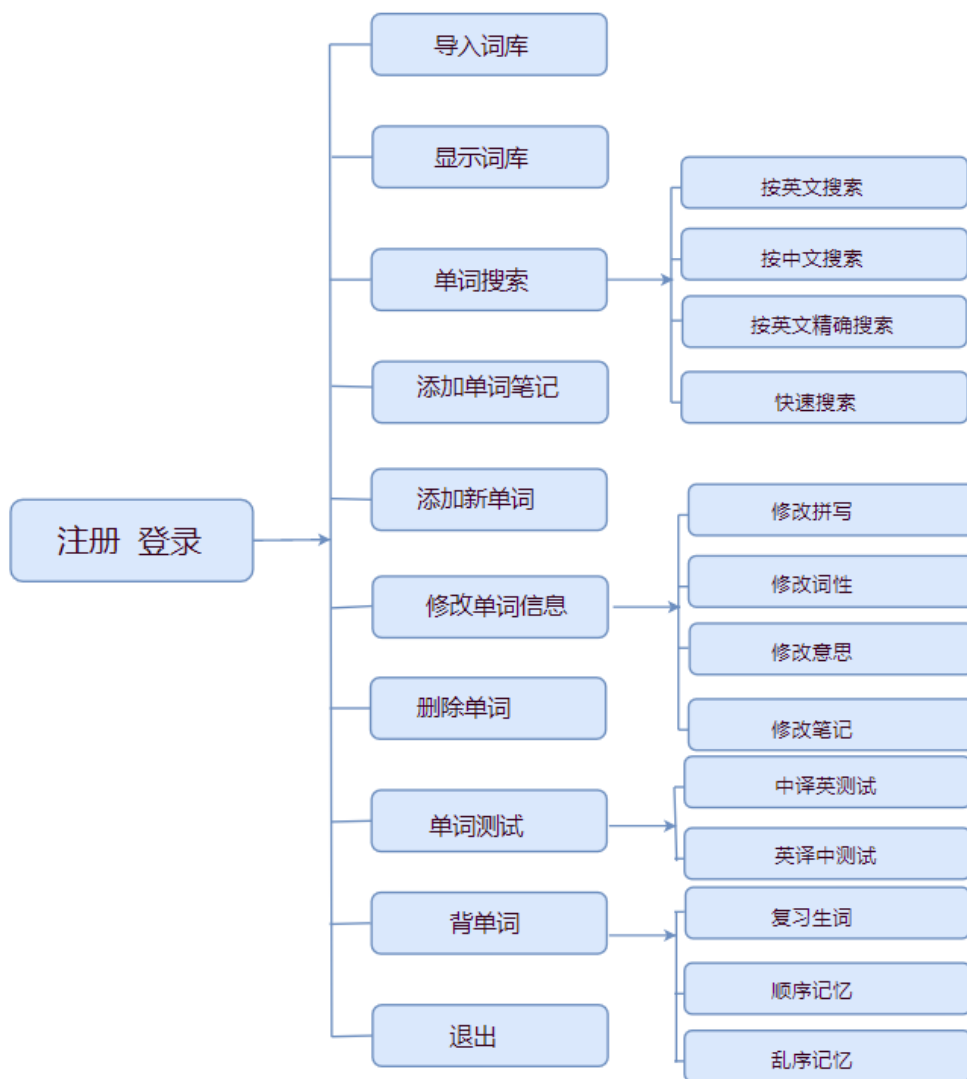 导入词库
显示词库
按英文搜素
单词搜索
按中文搜素
按英文精确搜素
添加单词笔记
快速搜素
添加新单词
修改拼写
注册 登录
修改词性
修改单词信息
修改意思
删除单词
修改笔记
中译英测试
单词测试
英译中测试
背单词
复习生词
顺序记忆
退出
乱序记忆